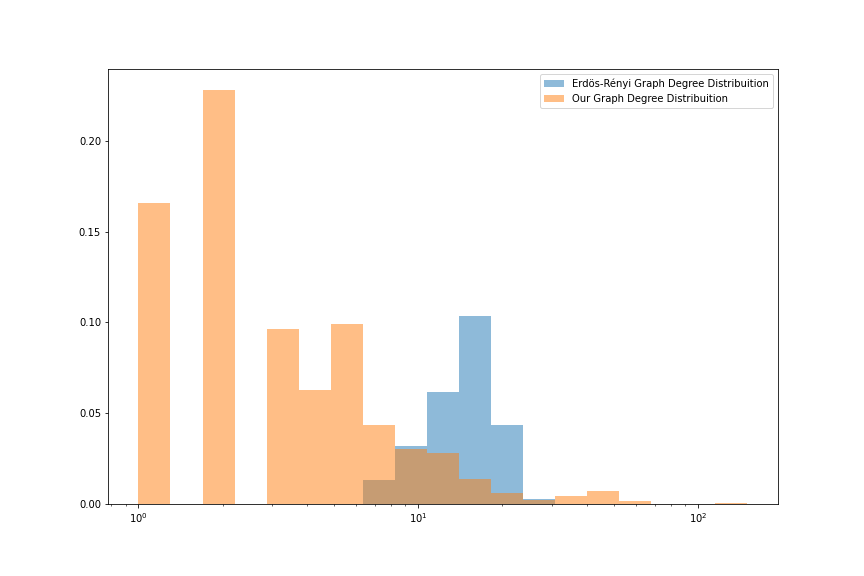 Erdös-Rényi Graph Degree Distribuition
Our Graph Degree Distribuition
0.20
0.15
0.10
0.05
0.00
10⁰ 10¹ 10²